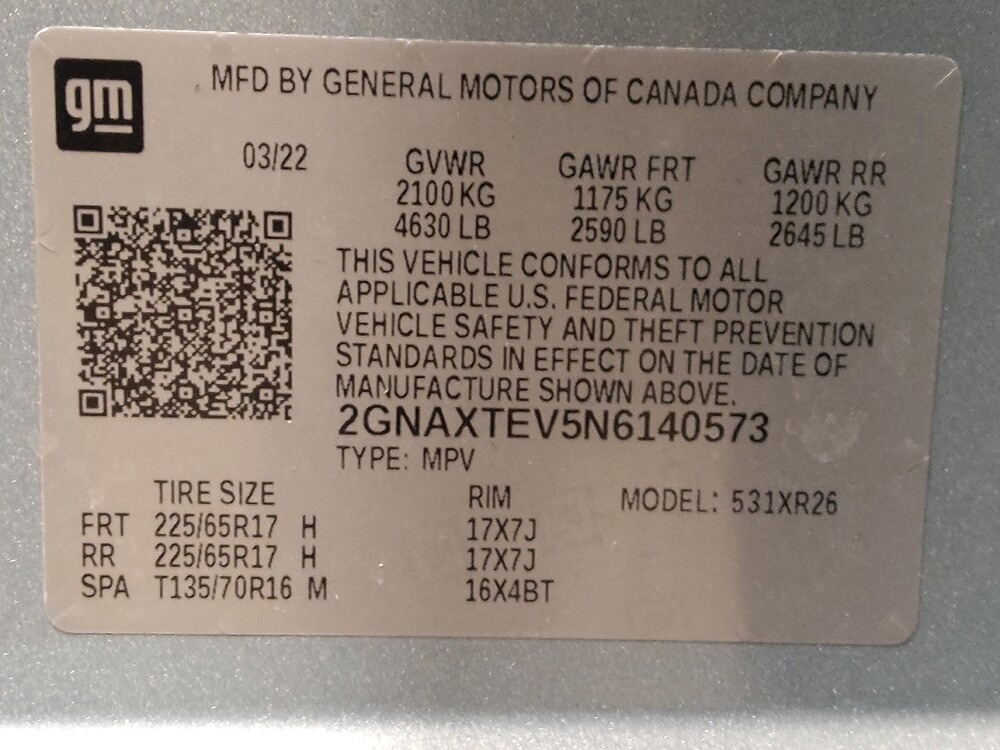 gm
MFD BY GENERAL MOTORS OF CANADA COMPANY
03/22 GVWR GAWR FRT GAWR RR
2100 KG 1175 KG 1200 KG
4630 LB 2590 LB 2645 LB
THIS VEHICLE CONFORMS TO ALL
APPLICABLE U.S. FEDERAL MOTOR
VEHICLE SAFETY AND THEFT PREVENTION
STANDARDS IN EFFECT ON THE DATE OF
MANUFACTURE SHOWN ABOVE.
2GNAXTEV5N6140573
TYPE: MPV
TIRE SIZE RIM MODEL: 531XR26
FRT 225/65R17 H 17X7J
RR 225/65R17 H 17X7J
SPA T135/70R16 M 16X4BT